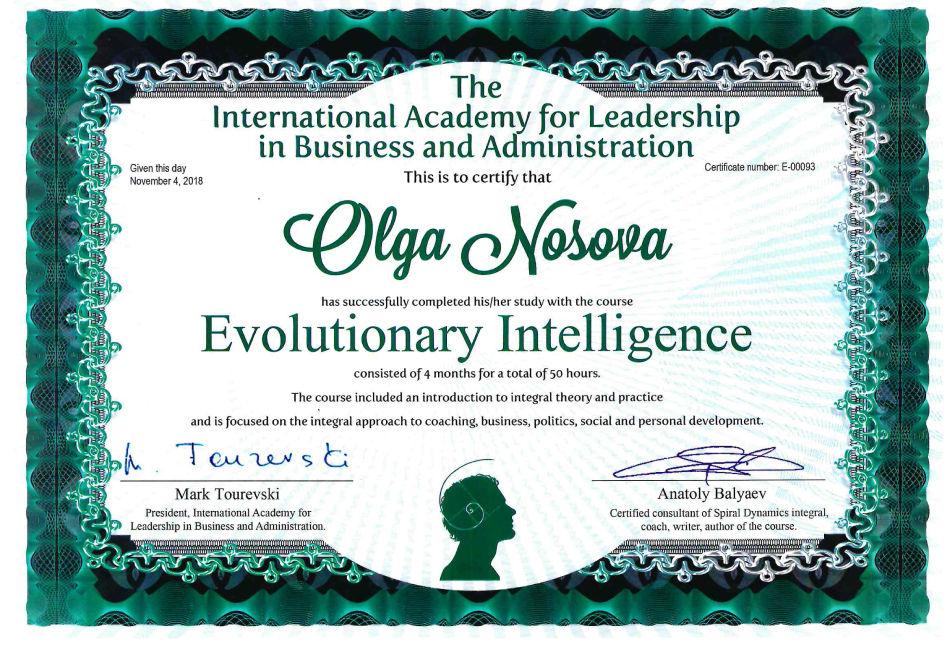 The
International Academy for Leadership
in Business and Administration
Given this day
November 4, 2018
Certificate number: E-00093
This is to certify that
Olga Nosova
has successfully completed his/her study with the course
Evolutionary Intelligence
consisted of 4 months for a total of 50 hours.
The course included an introduction to integral theory and practice
and is focused on the integral approach to coaching, business, politics, social and personal development.
M. Tourevski
Mark Tourevski
President, International Academy for
Leadership in Business and Administration.
Anatoly Balyaev
Certified consultant of Spiral Dynamics integral,
coach, writer, author of the course.